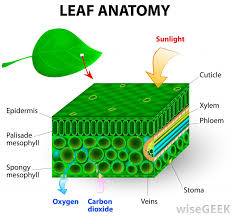 LEAF ANATOMY
Sunlight
Cuticle
Epidermis
Xylem
Phloem
Palisade
mesophyll
Spongy
mesophyll
Oxygen
Carbon
dioxide
Veins
Stoma
wiseGEEK